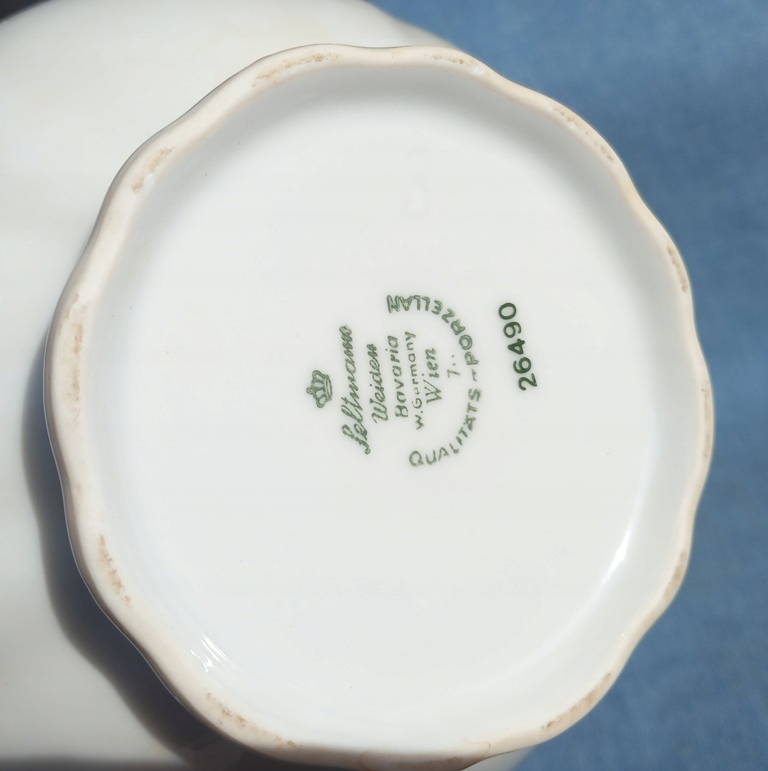 Seltmann
Weiden
Bavaria
W.Germany
Wien
7..
QUALITÄTS-PORZELLAN
26490